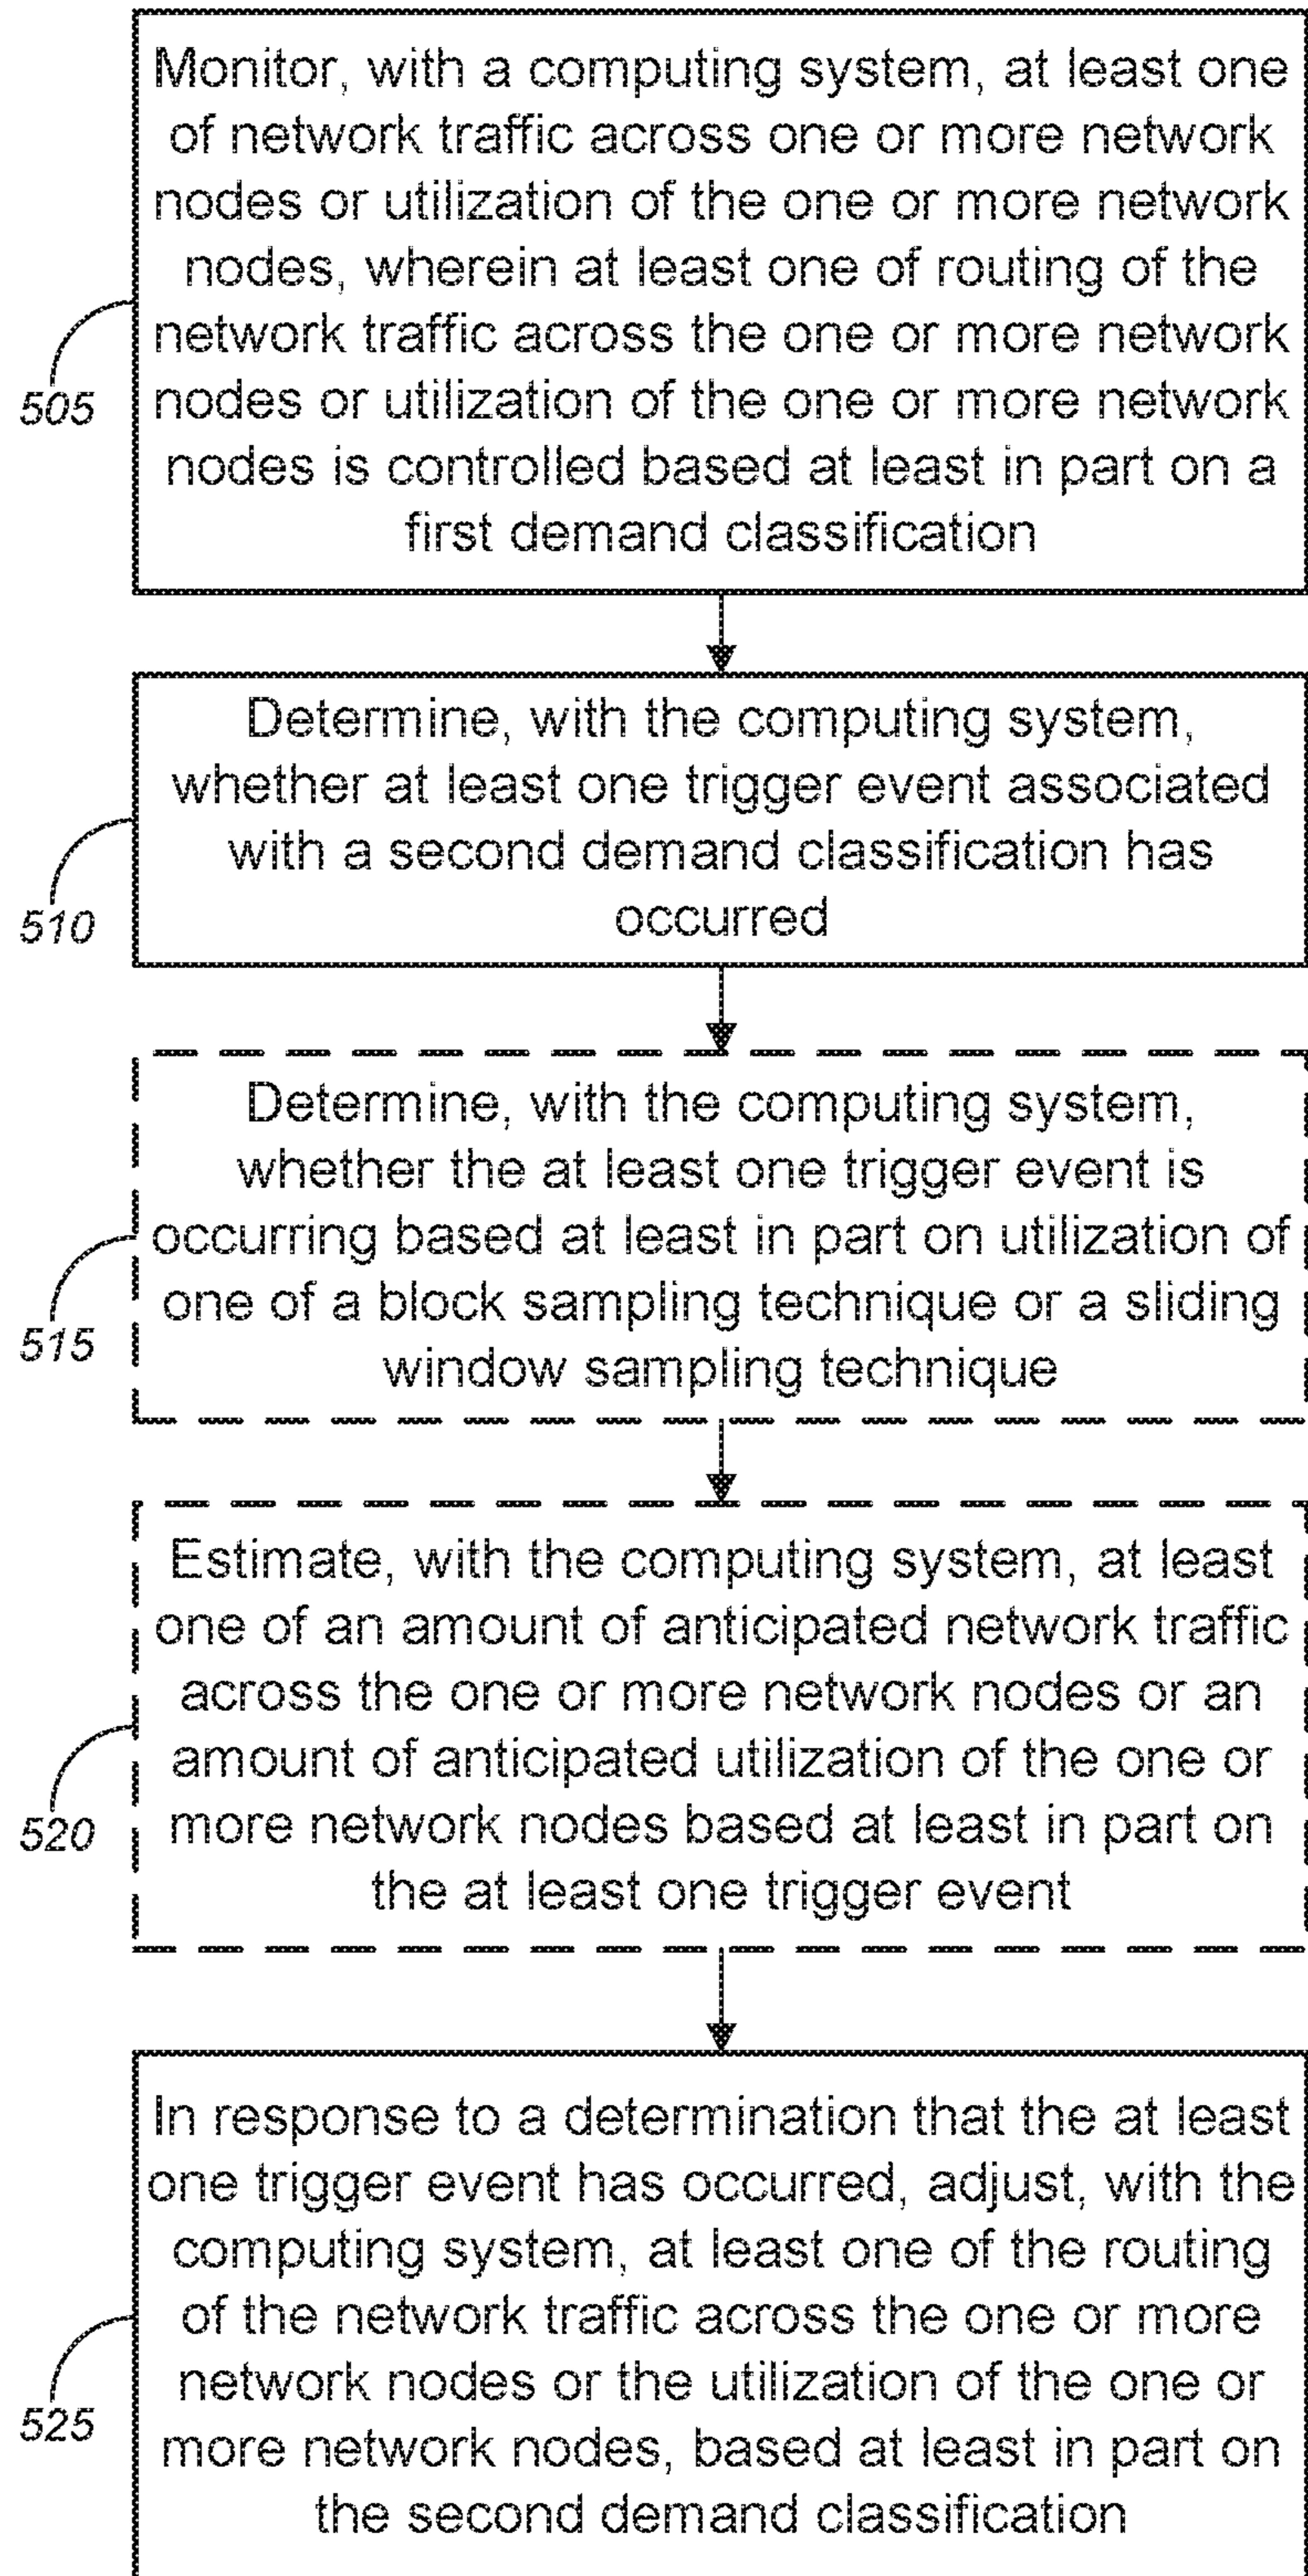 Monitor, with a computing system, at least one
of network traffic across one or more network
nodes or utilization of the one or more network
nodes, wherein at least one of routing of the
network traffic across the one or more network
nodes or utilization of the one or more network
nodes is controlled based at least in part on a
first demand classification
505
Determine, with the computing system,
whether at least one trigger event associated
with a second demand classification has
occurred
510
Determine, with the computing system,
whether the at least one trigger event is
occurring based at least in part on utilization of
one of a block sampling technique or a sliding
window sampling technique
515
Estimate, with the computing system, at least
one of an amount of anticipated network traffic
across the one or more network nodes or an
amount of anticipated utilization of the one or
more network nodes based at least in part on
the at least one trigger event
520
In response to a determination that the at least
one trigger event has occurred, adjust, with the
computing system, at least one of the routing
of the network traffic across the one or more
network nodes or the utilization of the one or
more network nodes, based at least in part on
the second demand classification
525